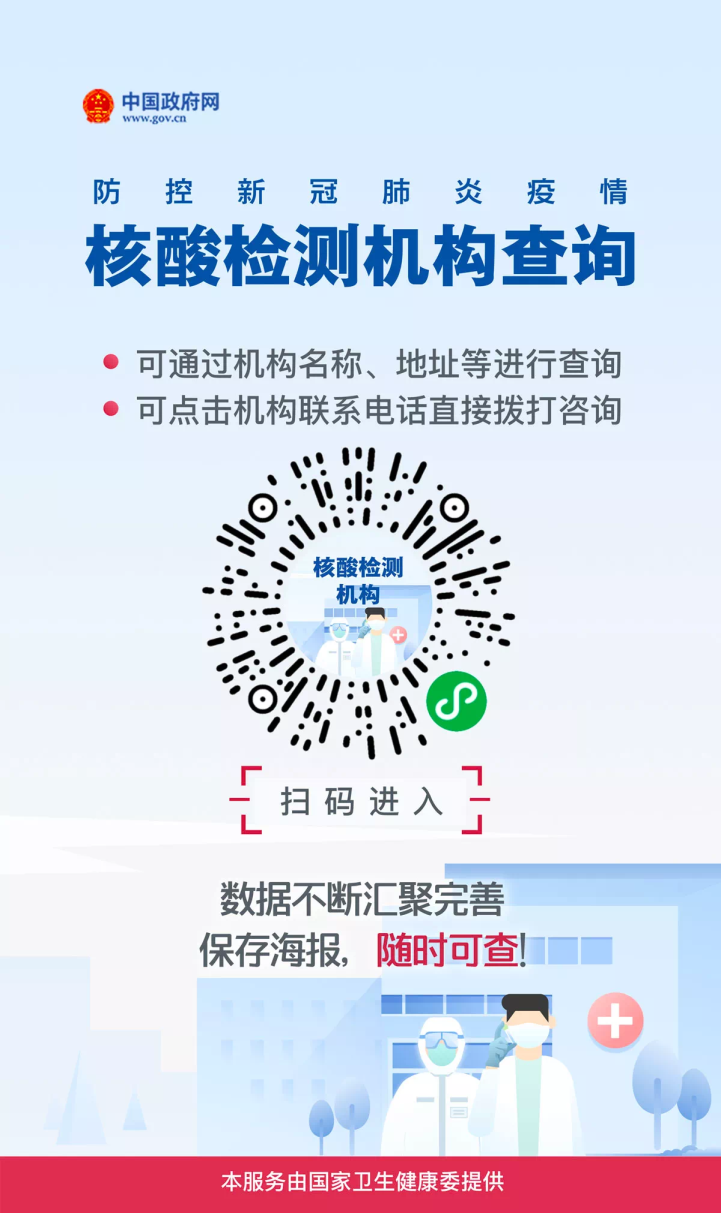 中国政府网
www.gov.cn
防控新冠肺炎疫情
核酸检测机构查询
可通过机构名称、地址等进行查询
可点击机构联系电话直接拨打咨询
核酸检测
机构
扫码进入
数据不断汇聚完善
保存海报，随时可查!
本服务由国家卫生健康委提供